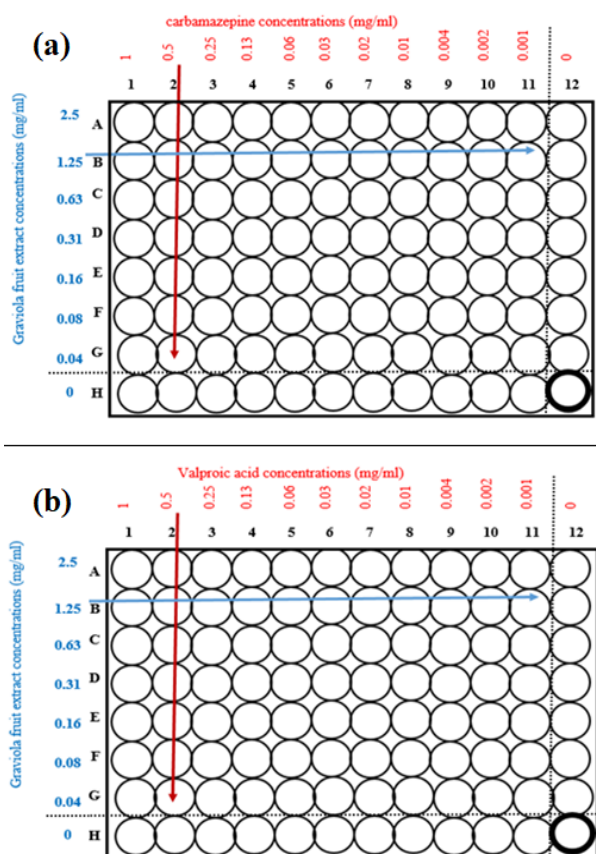 carbamazepine concentrations (mg/ml)
(a)
1 0.5 0.25 0.13 0.06 0.03 0.02 0.01 0.004 0.002 0.001 0
1 2 3 4 5 6 7 8 9 10 11 12
Graviola fruit extract concentrations (mg/ml)
2.5 A
1.25 B
0.63 C
0.31 D
0.16 E
0.08 F
0.04 G
0 H
Valproic acid concentrations (mg/ml)
(b)
1 0.5 0.25 0.13 0.06 0.03 0.02 0.01 0.004 0.002 0.001 0
1 2 3 4 5 6 7 8 9 10 11 12
Graviola fruit extract concentrations (mg/ml)
2.5 A
1.25 B
0.63 C
0.31 D
0.16 E
0.08 F
0.04 G
0 H